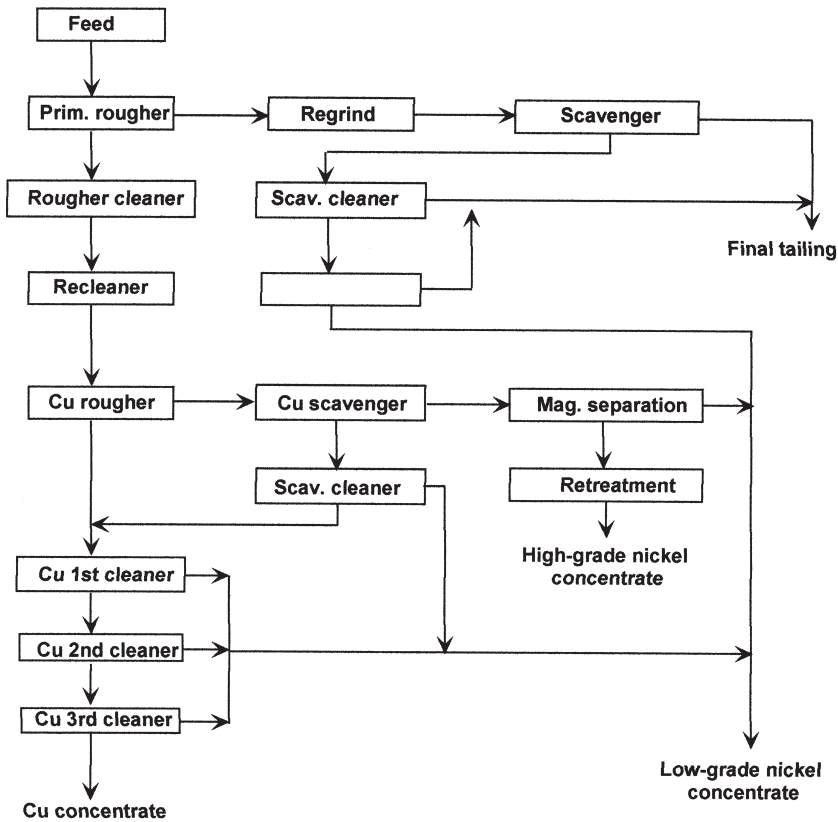 Feed
Prim. rougher
Regrind
Scavenger
Rougher cleaner
Scav. cleaner
Final tailing
Recleaner
Cu rougher
Cu scavenger
Mag. separation
Scav. cleaner
Retreatment
High-grade nickel
concentrate
Cu 1st cleaner
Cu 2nd cleaner
Cu 3rd cleaner
Low-grade nickel
concentrate
Cu concentrate